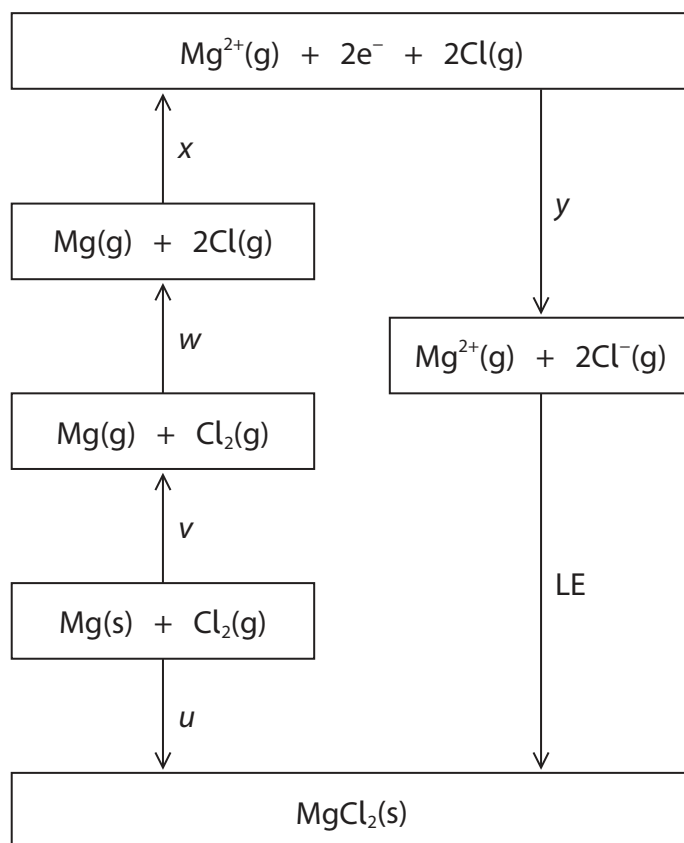 Mg²⁺(g) + 2e⁻ + 2Cl(g)
x
y
Mg(g) + 2Cl(g)
w
Mg²⁺(g) + 2Cl⁻(g)
Mg(g) + Cl₂(g)
v
LE
Mg(s) + Cl₂(g)
u
MgCl₂(s)